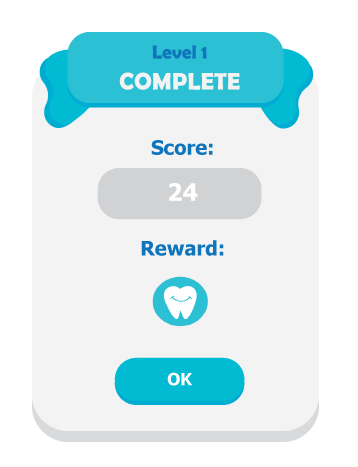 Level 1
COMPLETE
Score:
24
Reward:
OK